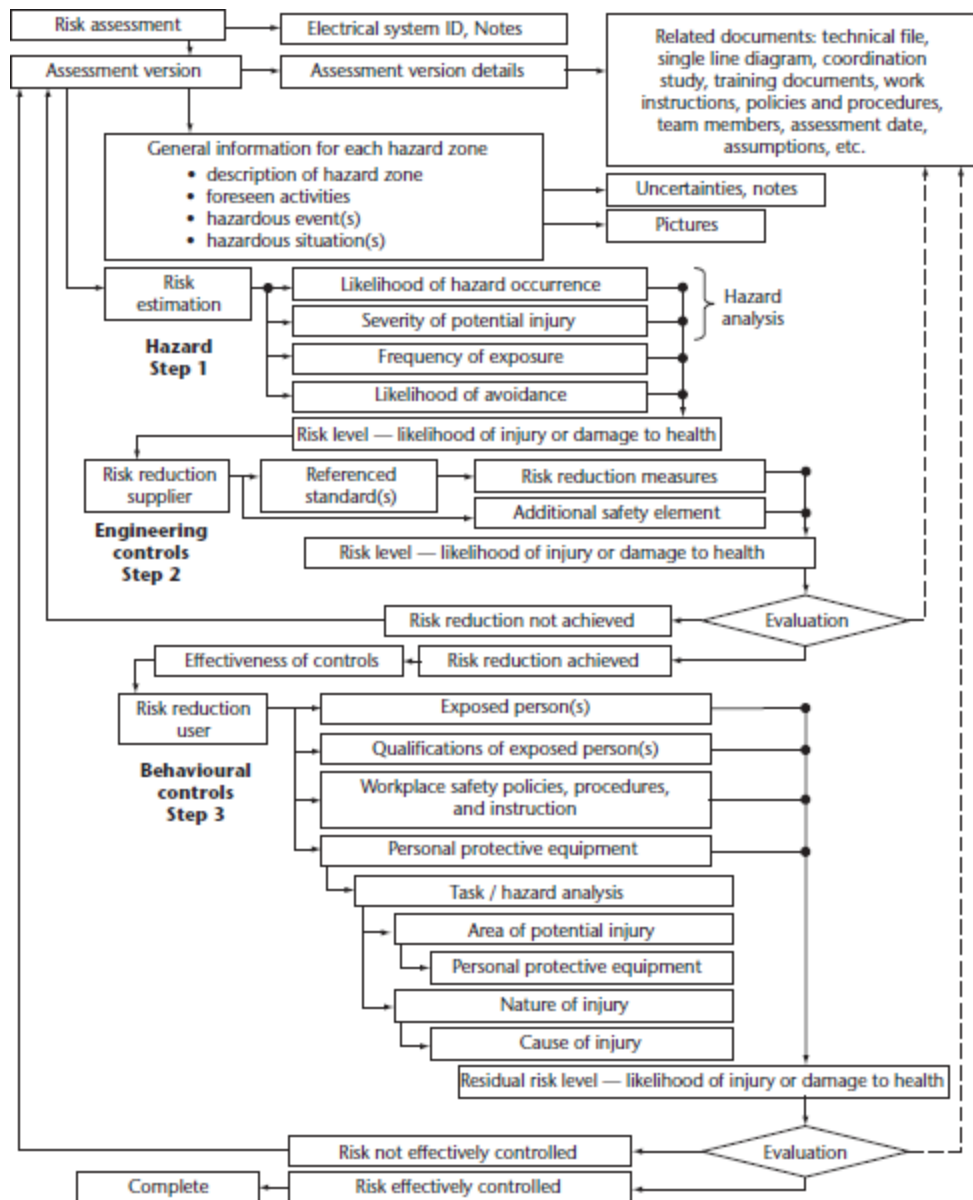 Risk assessment
Electrical system ID, Notes
Related documents: technical file,
single line diagram, coordination
study, training documents, work
instructions, policies and procedures,
team members, assessment date,
assumptions, etc.
Assessment version
Assessment version details
General information for each hazard zone
• description of hazard zone
• foreseen activities
• hazardous event(s)
• hazardous situation(s)
Uncertainties, notes
Pictures
Risk
estimation
Likelihood of hazard occurrence
Severity of potential injury
Hazard
analysis
Hazard
Step 1
Frequency of exposure
Likelihood of avoidance
Risk level — likelihood of injury or damage to health
Risk reduction
supplier
Referenced
standard(s)
Risk reduction measures
Additional safety element
Engineering
controls
Step 2
Risk level — likelihood of injury or damage to health
Evaluation
Risk reduction not achieved
Effectiveness of controls
Risk reduction achieved
Risk reduction
user
Exposed person(s)
Qualifications of exposed person(s)
Behavioural
controls
Step 3
Workplace safety policies, procedures,
and instruction
Personal protective equipment
Task / hazard analysis
Area of potential injury
Personal protective equipment
Nature of injury
Cause of injury
Residual risk level — likelihood of injury or damage to health
Evaluation
Risk not effectively controlled
Complete
Risk effectively controlled